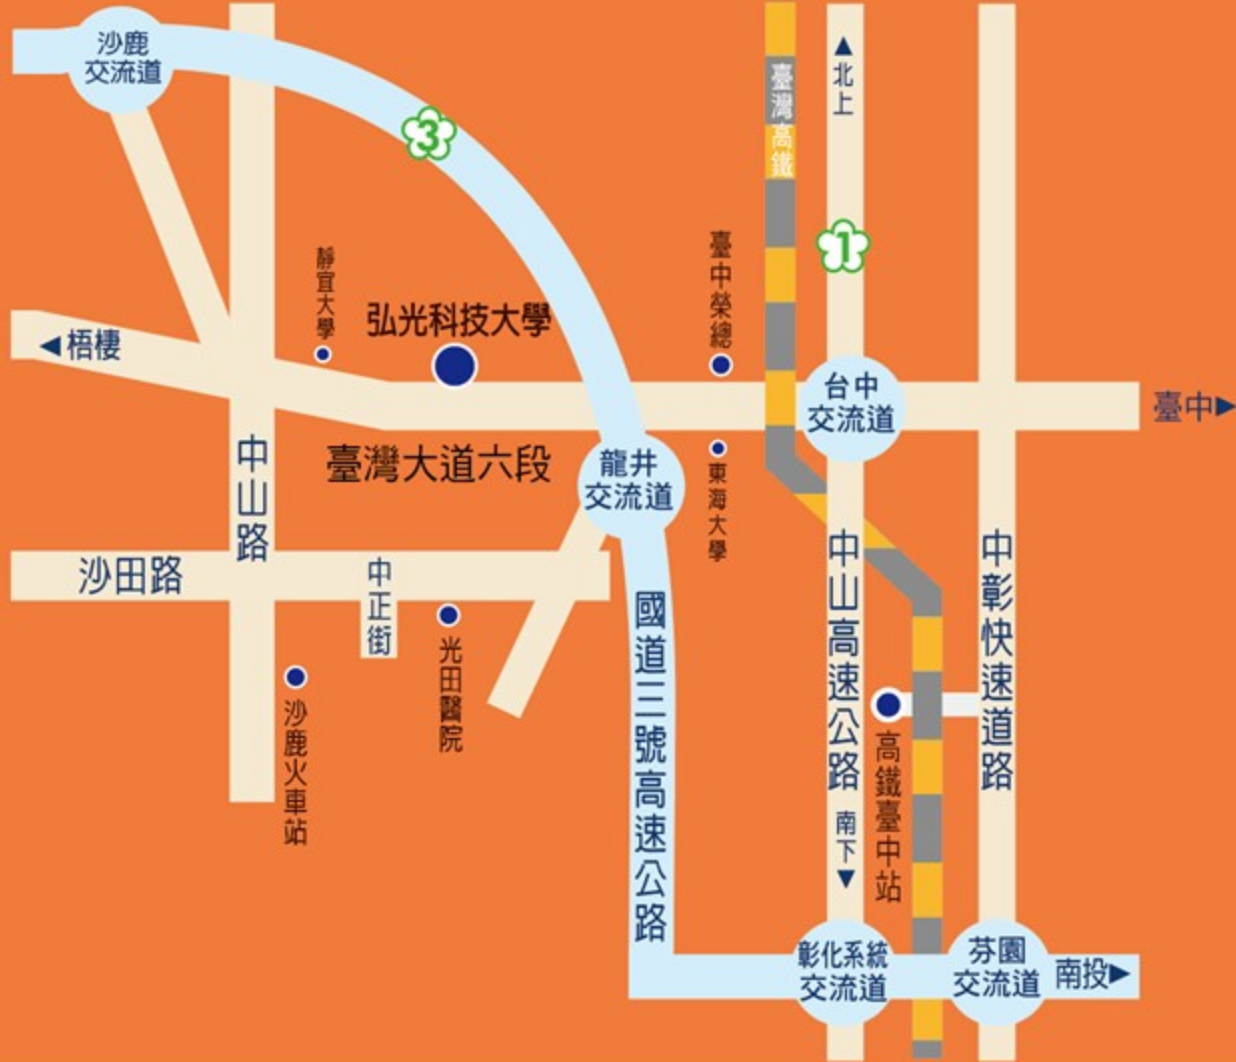 沙鹿
交流道
3
臺灣高鐵
▲北上
1
靜宜大學
弘光科技大學
臺中榮總
◀梧棲
台中
交流道
臺中▶
中山路
臺灣大道六段
龍井
交流道
東海大學
沙田路
中正街
光田醫院
沙鹿火車站
國道三號高速公路
中山高速公路
中彰快速道路
高鐵臺中站
南下▼
彰化系統
交流道
芬園
交流道
南投▶